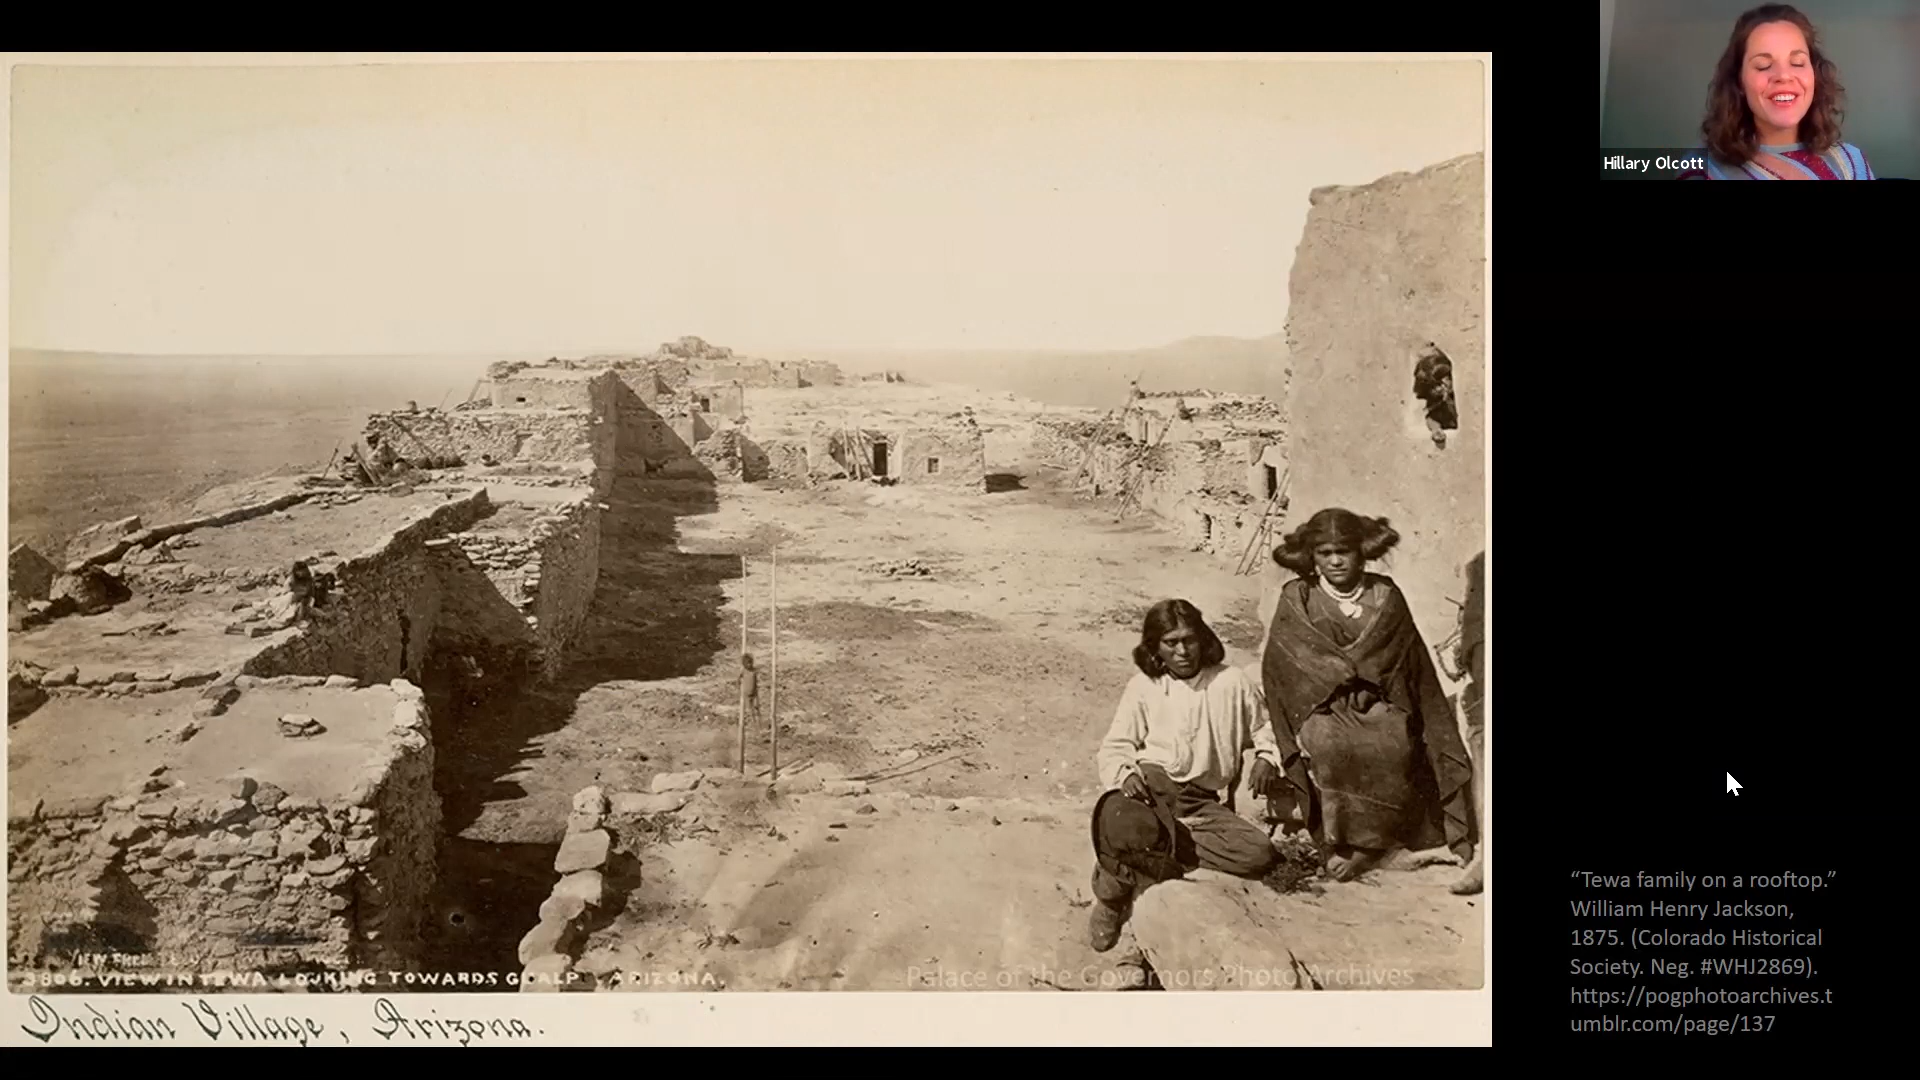 Hillary Olcott
“Tewa family on a rooftop.”
William Henry Jackson,
1875. (Colorado Historical
Society. Neg. #WHJ2869).
https://pogphotoarchives.t
umblr.com/page/137
3806. VIEW IN TEWA LOOKING TOWARDS ARIZONA.
Palace of the Governors Photo Archives
Indian Village, Arizona.